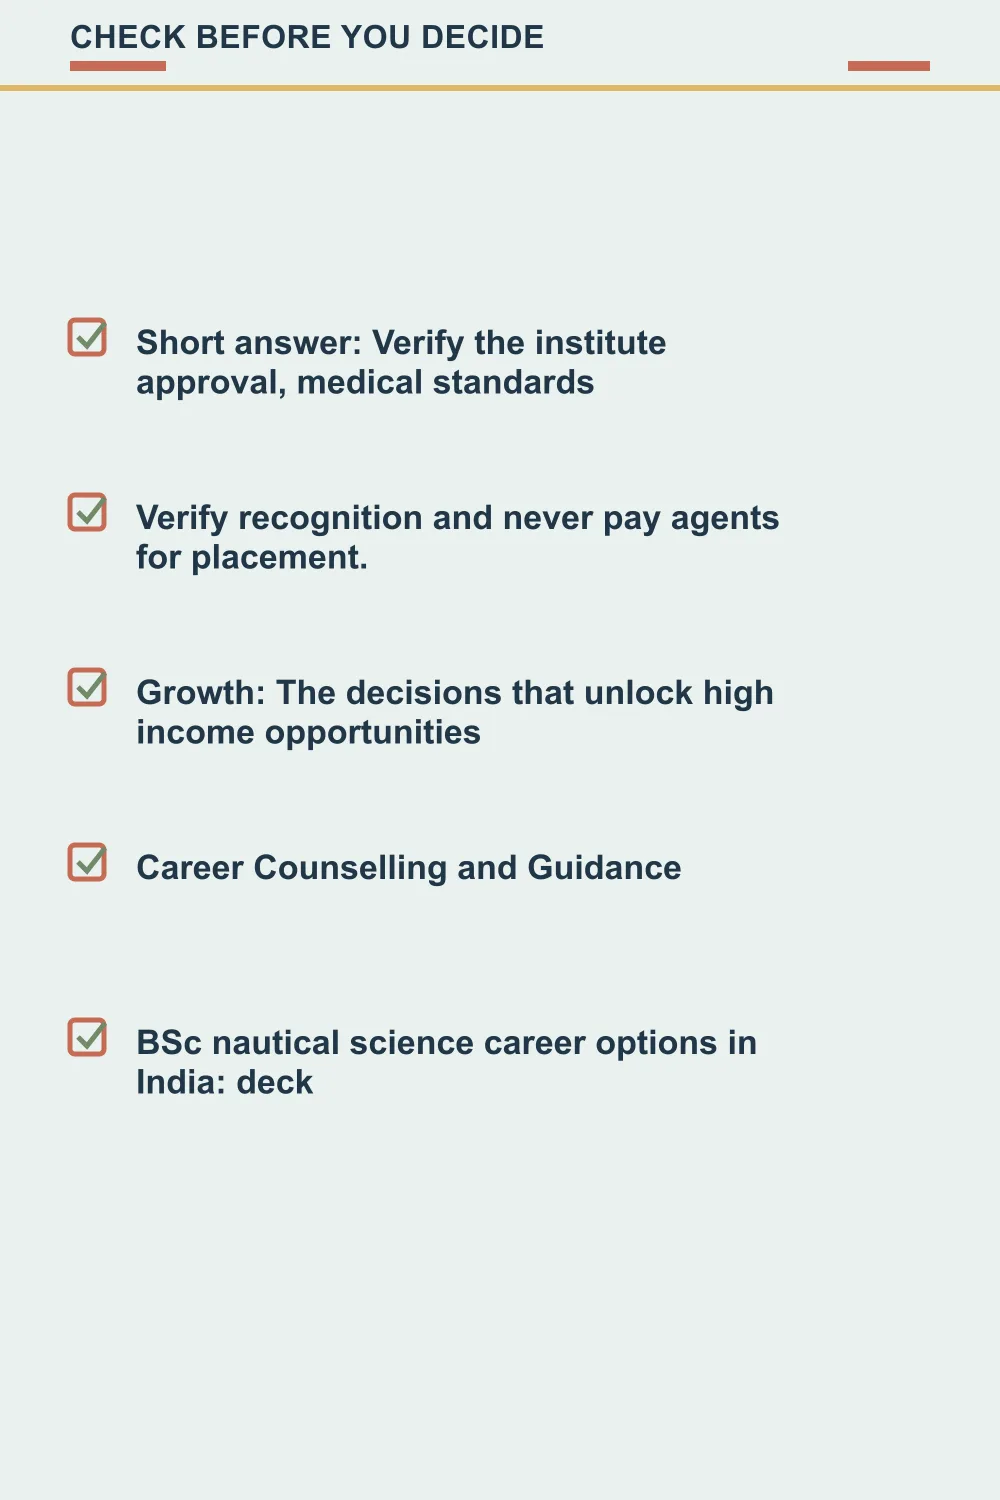 CHECK BEFORE YOU DECIDE
Short answer: Verify the institute
approval, medical standards
Verify recognition and never pay agents
for placement.
Growth: The decisions that unlock high
income opportunities
Career Counselling and Guidance
BSc nautical science career options in
India: deck